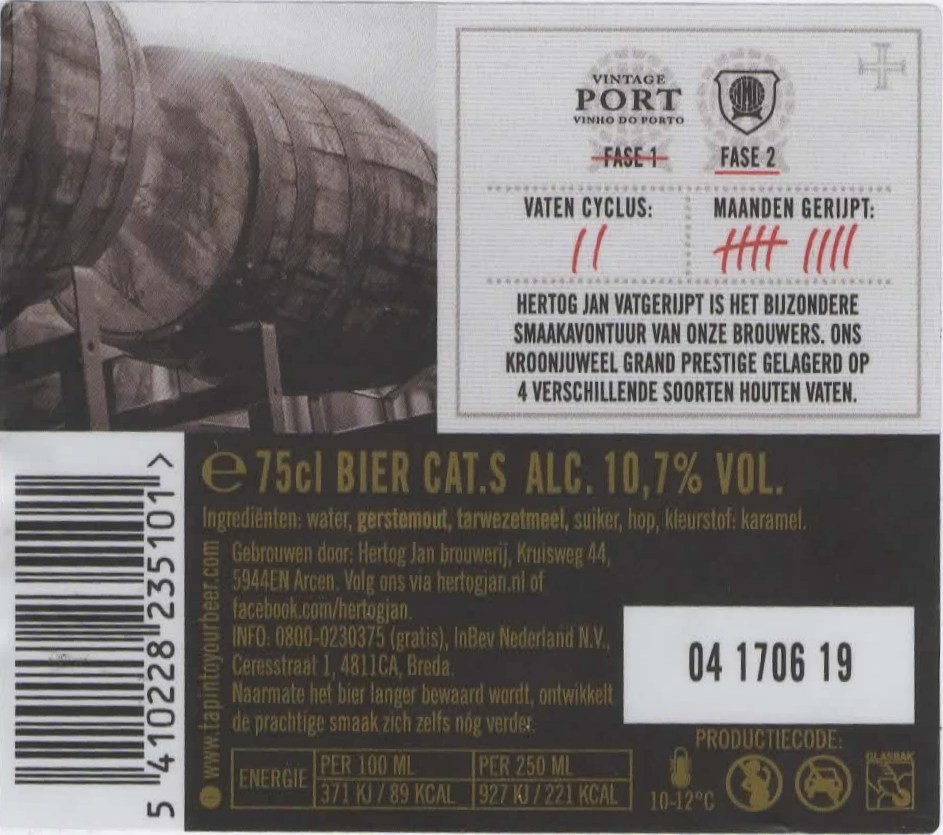 VINTAGE
PORT
VINHO DO PORTO
FASE 1
FASE 2
VATEN CYCLUS:
MAANDEN GERIJPT:
HERTOG JAN VATGERIJPT IS HET BIJZONDERE
SMAAKAVONTUUR VAN ONZE BROUWERS. ONS
KROONJUWEEL GRAND PRESTIGE GELAGERD OP
4 VERSCHILLENDE SOORTEN HOUTEN VATEN.
e 75cl BIER CAT.S ALC. 10,7% VOL.
Ingrediënten: water, gerstemout, tarwezetmeel, suiker, hop, kleurstof: karamel.
Gebrouwen door: Hertog Jan brouwerij, Kruisweg 44,
5944EN Arcen. Volg ons via hertogjan.nl of
facebook.com/hertogjan.
INFO: 0800-0230375 (gratis), InBev Nederland N.V.,
Ceresstraat 1, 4811CA, Breda.
Naarmate het bier langer bewaard wordt, ontwikkelt
de prachtige smaak zich zelfs nóg verder.
www.tapintoyourbeer.com
ENERGIE
PER 100 ML
PER 250 ML
371 KJ / 89 KCAL
927 KJ / 221 KCAL
04 1706 19
PRODUCTIECODE:
10-12°C
GLASBAK
5 410228 235101 >